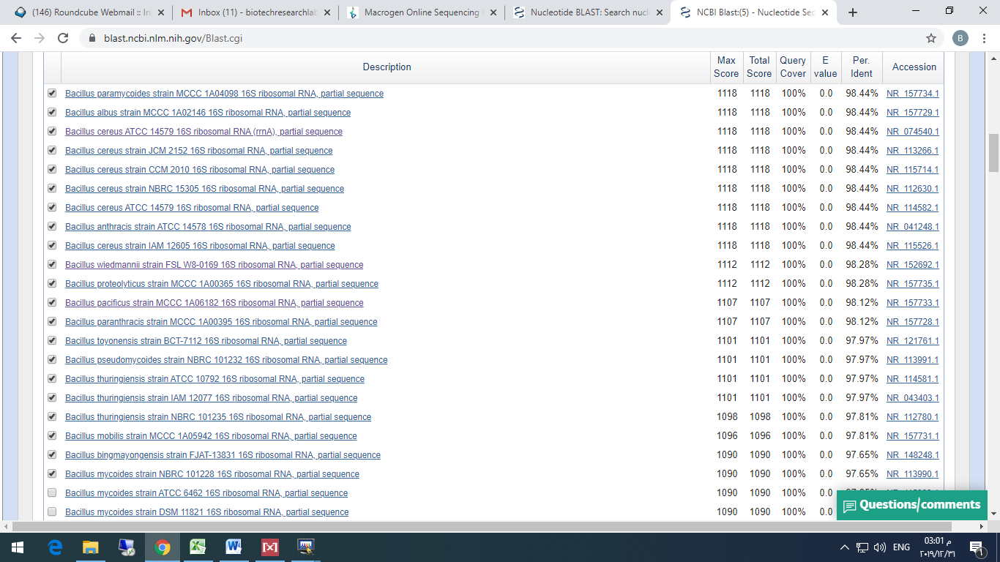 (146) Roundcube Webmail :: In
Inbox (11) - biotechresearchlab
Macrogen Online Sequencing
Nucleotide BLAST: Search nucl
NCBI Blast:(5) - Nucleotide Sec
blast.ncbi.nlm.nih.gov/Blast.cgi
B
Description Max Score Total Score Query Cover E value Per. Ident Accession
Bacillus paramycoides strain MCCC 1A04098 16S ribosomal RNA, partial sequence 1118 1118 100% 0.0 98.44% NR_157734.1
Bacillus albus strain MCCC 1A02146 16S ribosomal RNA, partial sequence 1118 1118 100% 0.0 98.44% NR_157729.1
Bacillus cereus ATCC 14579 16S ribosomal RNA (rrnA), partial sequence 1118 1118 100% 0.0 98.44% NR_074540.1
Bacillus cereus strain JCM 2152 16S ribosomal RNA, partial sequence 1118 1118 100% 0.0 98.44% NR_113266.1
Bacillus cereus strain CCM 2010 16S ribosomal RNA, partial sequence 1118 1118 100% 0.0 98.44% NR_115714.1
Bacillus cereus strain NBRC 15305 16S ribosomal RNA, partial sequence 1118 1118 100% 0.0 98.44% NR_112630.1
Bacillus cereus ATCC 14579 16S ribosomal RNA, partial sequence 1118 1118 100% 0.0 98.44% NR_114582.1
Bacillus anthracis strain ATCC 14578 16S ribosomal RNA, partial sequence 1118 1118 100% 0.0 98.44% NR_041248.1
Bacillus cereus strain IAM 12605 16S ribosomal RNA, partial sequence 1118 1118 100% 0.0 98.44% NR_115526.1
Bacillus wiedmannii strain FSL W8-0169 16S ribosomal RNA, partial sequence 1112 1112 100% 0.0 98.28% NR_152692.1
Bacillus proteolyticus strain MCCC 1A00365 16S ribosomal RNA, partial sequence 1112 1112 100% 0.0 98.28% NR_157735.1
Bacillus pacificus strain MCCC 1A06182 16S ribosomal RNA, partial sequence 1107 1107 100% 0.0 98.12% NR_157733.1
Bacillus paranthracis strain MCCC 1A00395 16S ribosomal RNA, partial sequence 1107 1107 100% 0.0 98.12% NR_157728.1
Bacillus toyonensis strain BCT-7112 16S ribosomal RNA, partial sequence 1101 1101 100% 0.0 97.97% NR_121761.1
Bacillus pseudomycoides strain NBRC 101232 16S ribosomal RNA, partial sequence 1101 1101 100% 0.0 97.97% NR_113991.1
Bacillus thuringiensis strain ATCC 10792 16S ribosomal RNA, partial sequence 1101 1101 100% 0.0 97.97% NR_114581.1
Bacillus thuringiensis strain IAM 12077 16S ribosomal RNA, partial sequence 1101 1101 100% 0.0 97.97% NR_043403.1
Bacillus thuringiensis strain NBRC 101235 16S ribosomal RNA, partial sequence 1098 1098 100% 0.0 97.81% NR_112780.1
Bacillus mobilis strain MCCC 1A05942 16S ribosomal RNA, partial sequence 1096 1096 100% 0.0 97.81% NR_157731.1
Bacillus bingmayongensis strain FJAT-13831 16S ribosomal RNA, partial sequence 1090 1090 100% 0.0 97.65% NR_148248.1
Bacillus mycoides strain NBRC 101228 16S ribosomal RNA, partial sequence 1090 1090 100% 0.0 97.65% NR_113990.1
Bacillus mycoides strain ATCC 6462 16S ribosomal RNA, partial sequence 1090 1090 100% 0.0
Bacillus mycoides strain DSM 11821 16S ribosomal RNA, partial sequence 1090 1090 100% 0.0
Questions/comments
ENG
03:01 م
٢٠١٩/١٢/٣١
1